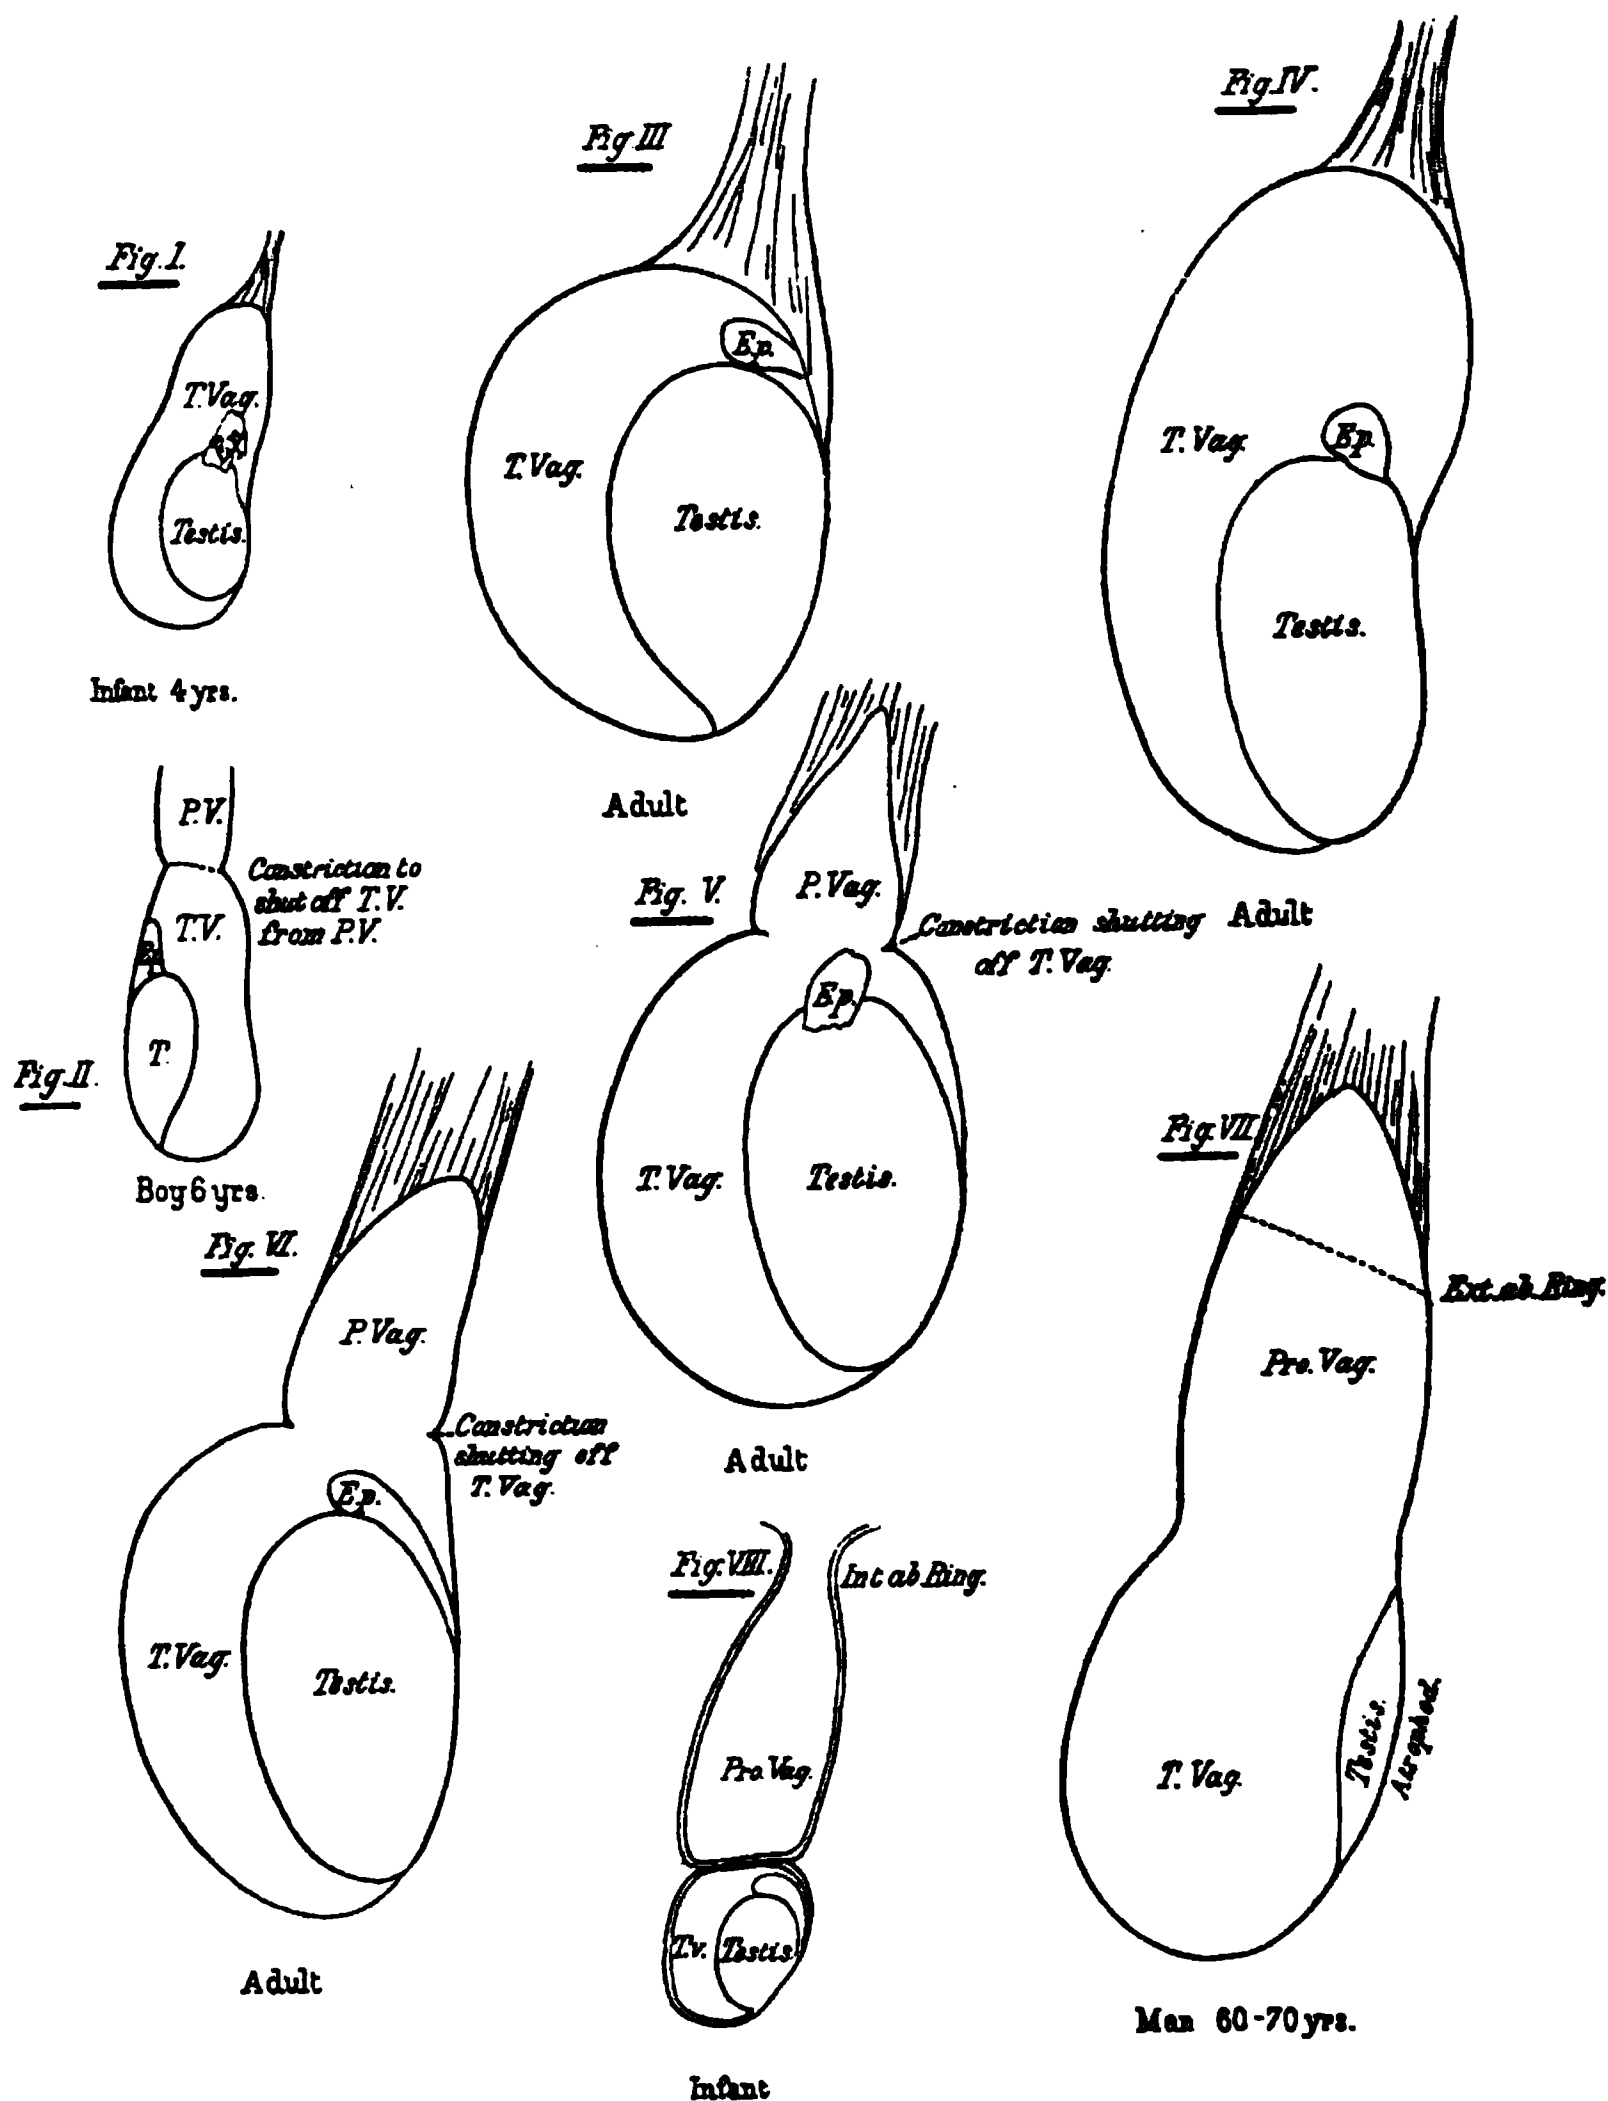 Fig. I.
T.Vag.
Testis.
Infant 4 yrs.
Fig III
Ep.
T.Vag.
Testis.
Adult
Fig IV.
T.Vag.
Ep.
Testis.
Adult
P.V.
Constriction to
shut off T.V.
from P.V.
T.V.
T.
Fig. II.
Boy 6 yrs.
Fig. V.
P.Vag.
Constriction shutting
off T.Vag.
Ep.
T.Vag.
Testis.
Adult
Fig. VI.
P.Vag.
Constriction
shutting off
T.Vag.
Ep.
T.Vag.
Testis.
Adult
Fig. VII
Ext. ab. Ring.
Pro. Vag.
T. Vag.
Testis.
Atrophied.
Man 60-70 yrs.
Fig. VIII.
Int ab Ring.
Pro. Vag.
T.v.
Testis.
Infant